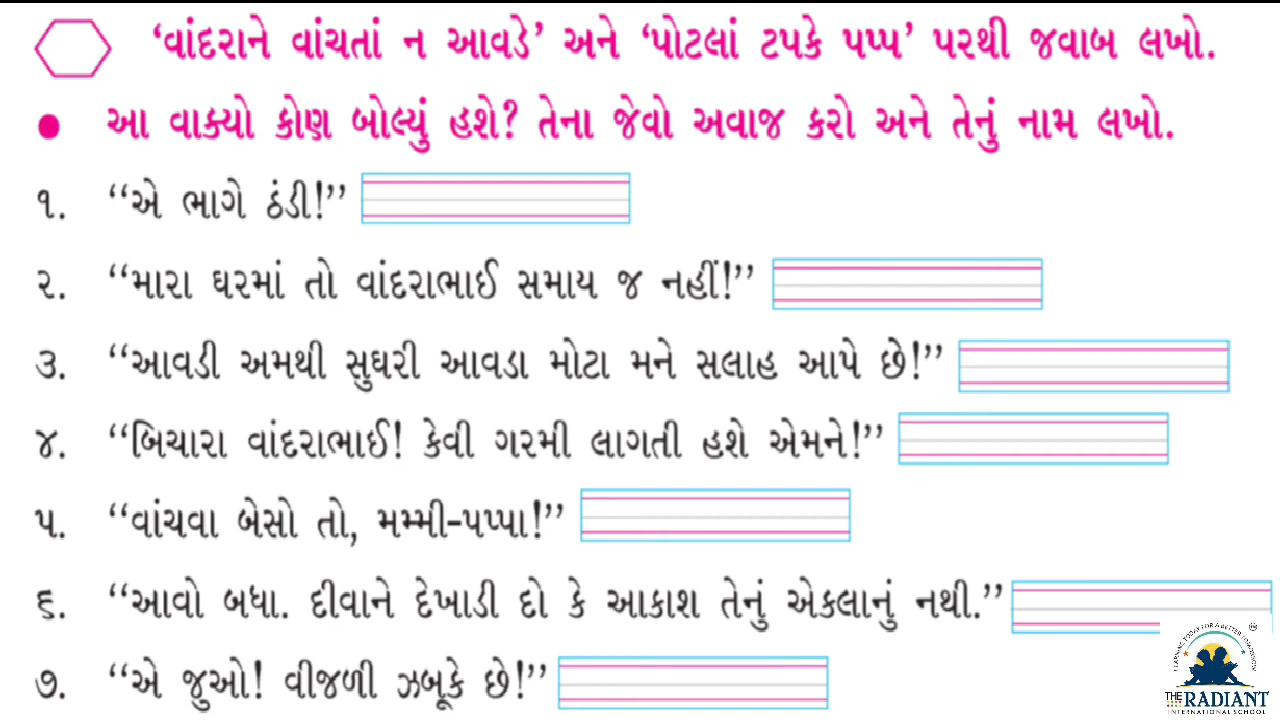 ‘વાંદરાને વાંચતાં ન આવડે’ અને ‘પોટલાં ટપકે પપ્પ’ પરથી જવાબ લખો.
● આ વાક્યો કોણ બોલ્યું હશે? તેના જેવો અવાજ કરો અને તેનું નામ લખો.
૧. “એ ભાગે ઠંડી!”
૨. “મારા ઘરમાં તો વાંદરાભાઈ સમાય જ નહીં!”
૩. “આવડી અમથી સુઘરી આવડા મોટા મને સલાહ આપે છે!”
૪. “બિચારા વાંદરાભાઈ! કેવી ગરમી લાગતી હશે એમને!”
૫. “વાંચવા બેસો તો, મમ્મી-પપ્પા!”
૬. “આવો બધા. દીવાને દેખાડી દો કે આકાશ તેનું એકલાનું નથી.”
૭. “એ જુઓ! વીજળી ઝબૂકે છે!”
THE RADIANT
INTERNATIONAL SCHOOL